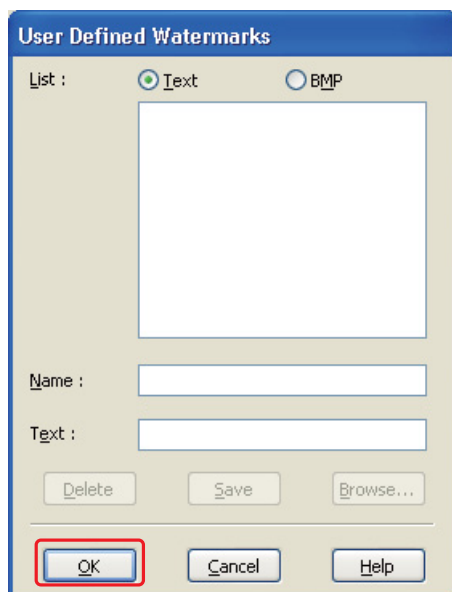 User Defined Watermarks
List : Text BMP
Name :
Text :
Delete Save Browse...
OK Cancel Help